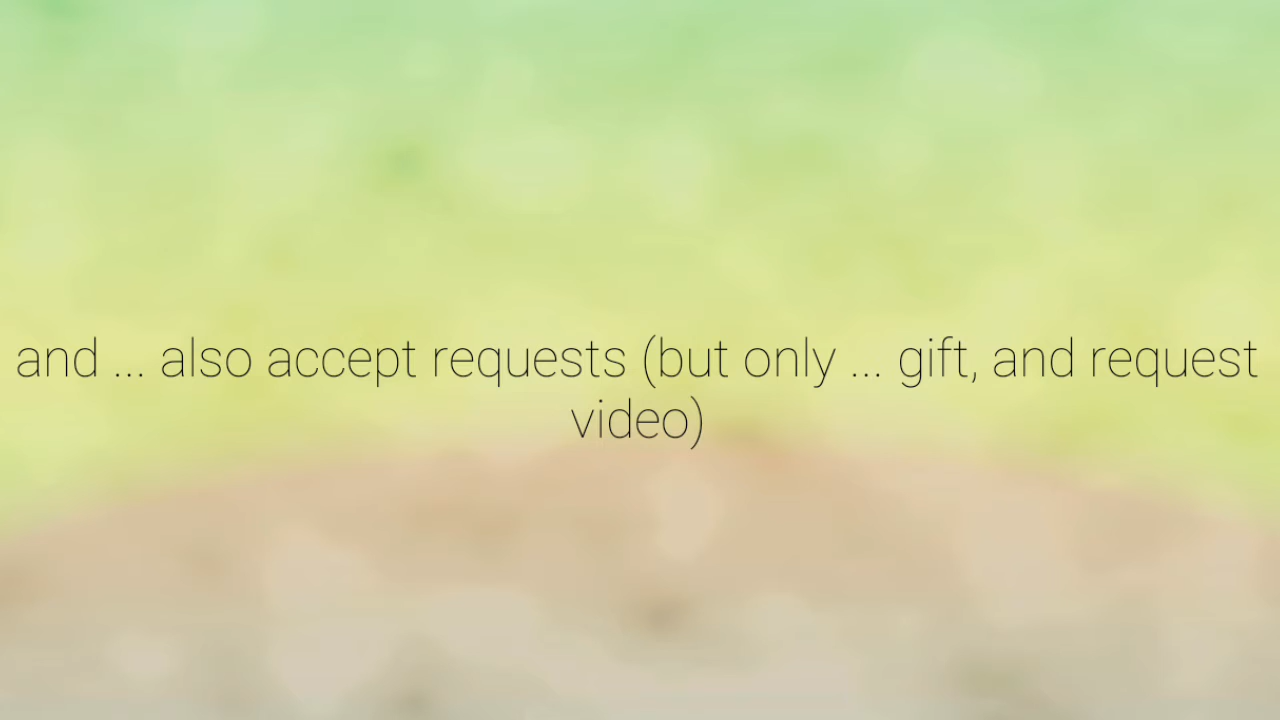 and ... also accept requests (but only ... gift, and request
video)